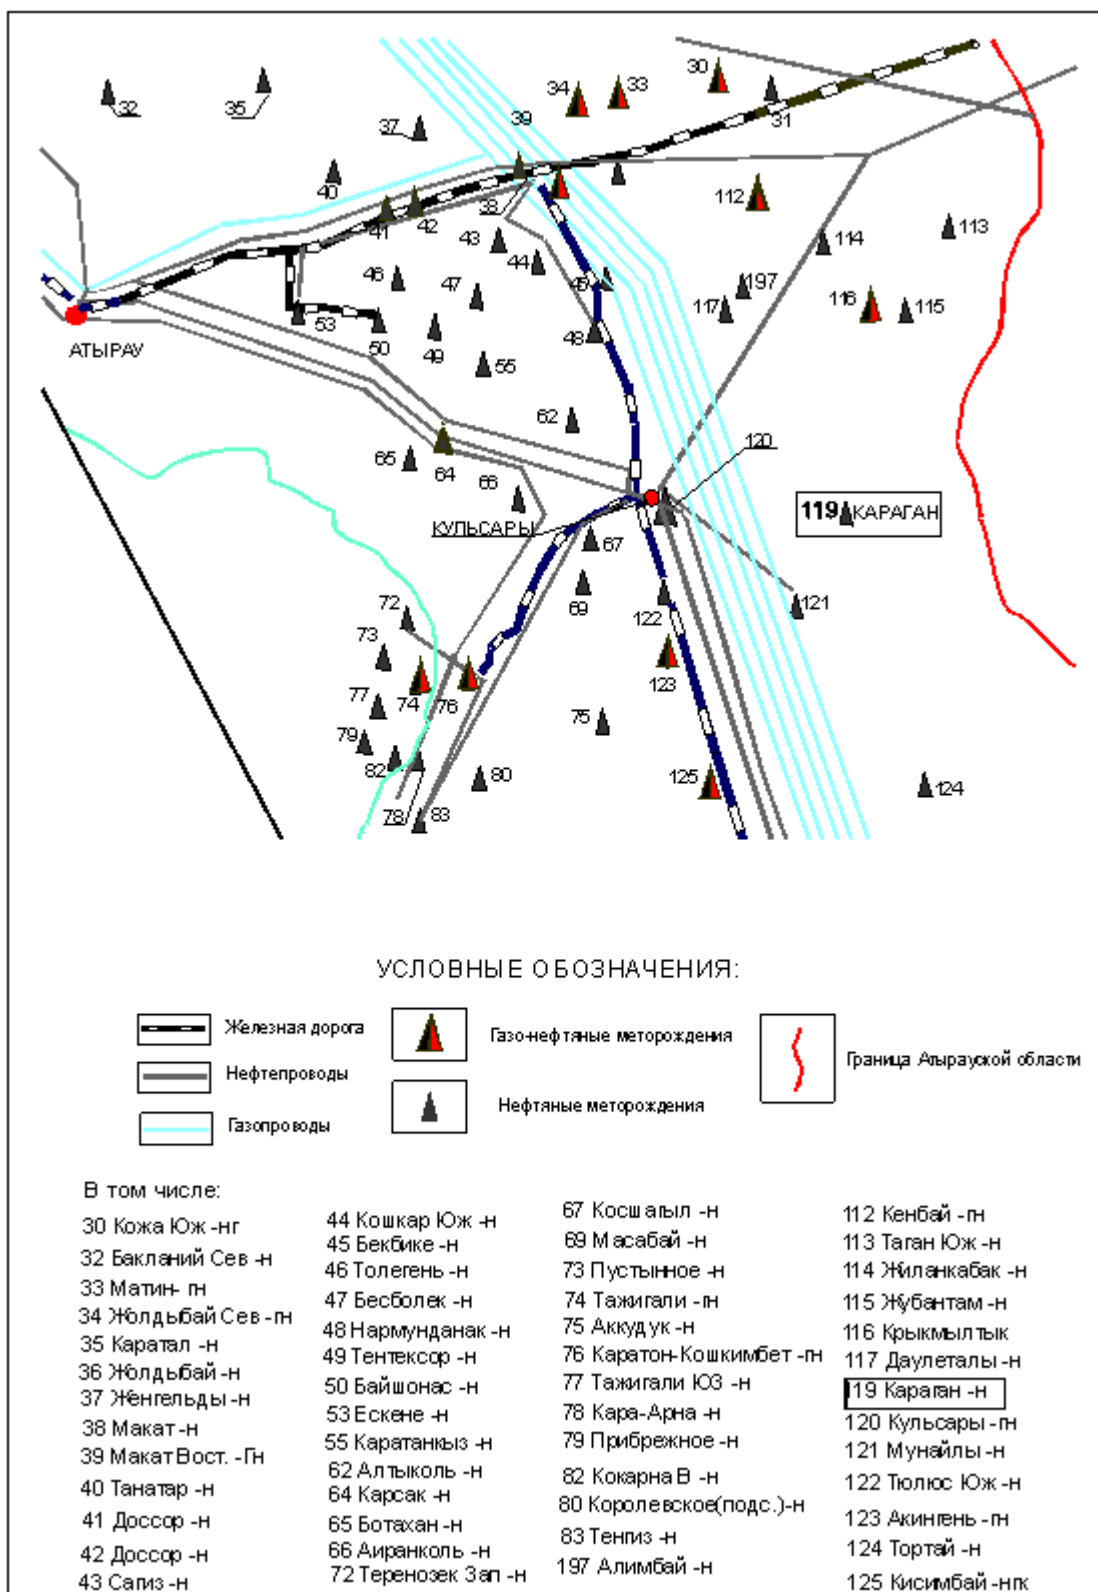 32
35
37
39
34
33
30
31
40
41
42
38
43
44
45
46
47
48
49
50
53
55
112
113
114
197
117
116
115
АТЫРАУ
62
65
64
66
120
КУЛЬСАРЫ
119 КАРАГАН
67
69
72
73
74
76
77
79
82
78
83
80
75
122
121
123
125
124
УСЛОВНЫЕ ОБОЗНАЧЕНИЯ:
Железная дорога
Нефтепроводы
Газопроводы
Газо-нефтяные меторождения
Нефтяные меторождения
Граница Атырауской области
В том числе:
30 Кожа Юж -нг
32 Бакланий Сев -н
33 Матин- гн
34 Жолдыбай Сев -гн
35 Каратал -н
36 Жолдыбай -н
37 Женгельды -н
38 Макат -н
39 Макат Вост. -Гн
40 Танатар -н
41 Доссор -н
42 Доссор -н
43 Сагиз -н
44 Кошкар Юж -н
45 Бекбике -н
46 Толегень -н
47 Бесболек -н
48 Нармунданак -н
49 Тентексор -н
50 Байшонас -н
53 Ескене -н
55 Каратанкыз -н
62 Алтыколь -н
64 Карсак -н
65 Ботахан -н
66 Аиранколь -н
72 Теренозек Зап -н
67 Косшагыл -н
69 Масабай -н
73 Пустынное -н
74 Тажигали -гн
75 Аккудук -н
76 Каратон-Кошкимбет -гн
77 Тажигали ЮЗ -н
78 Кара-Арна -н
79 Прибрежное -н
82 Кокарна В -н
80 Королевское(подс.)-н
83 Тенгиз -н
197 Алимбай -н
112 Кенбай -гн
113 Таган Юж -н
114 Жиланкабак -н
115 Жубантам -н
116 Крыкмылтык
117 Даулеталы -н
119 Караган -н
120 Кульсары -гн
121 Мунайлы -н
122 Тюлюс Юж -н
123 Акингень -гн
124 Тортай -н
125 Кисимбай -нгк